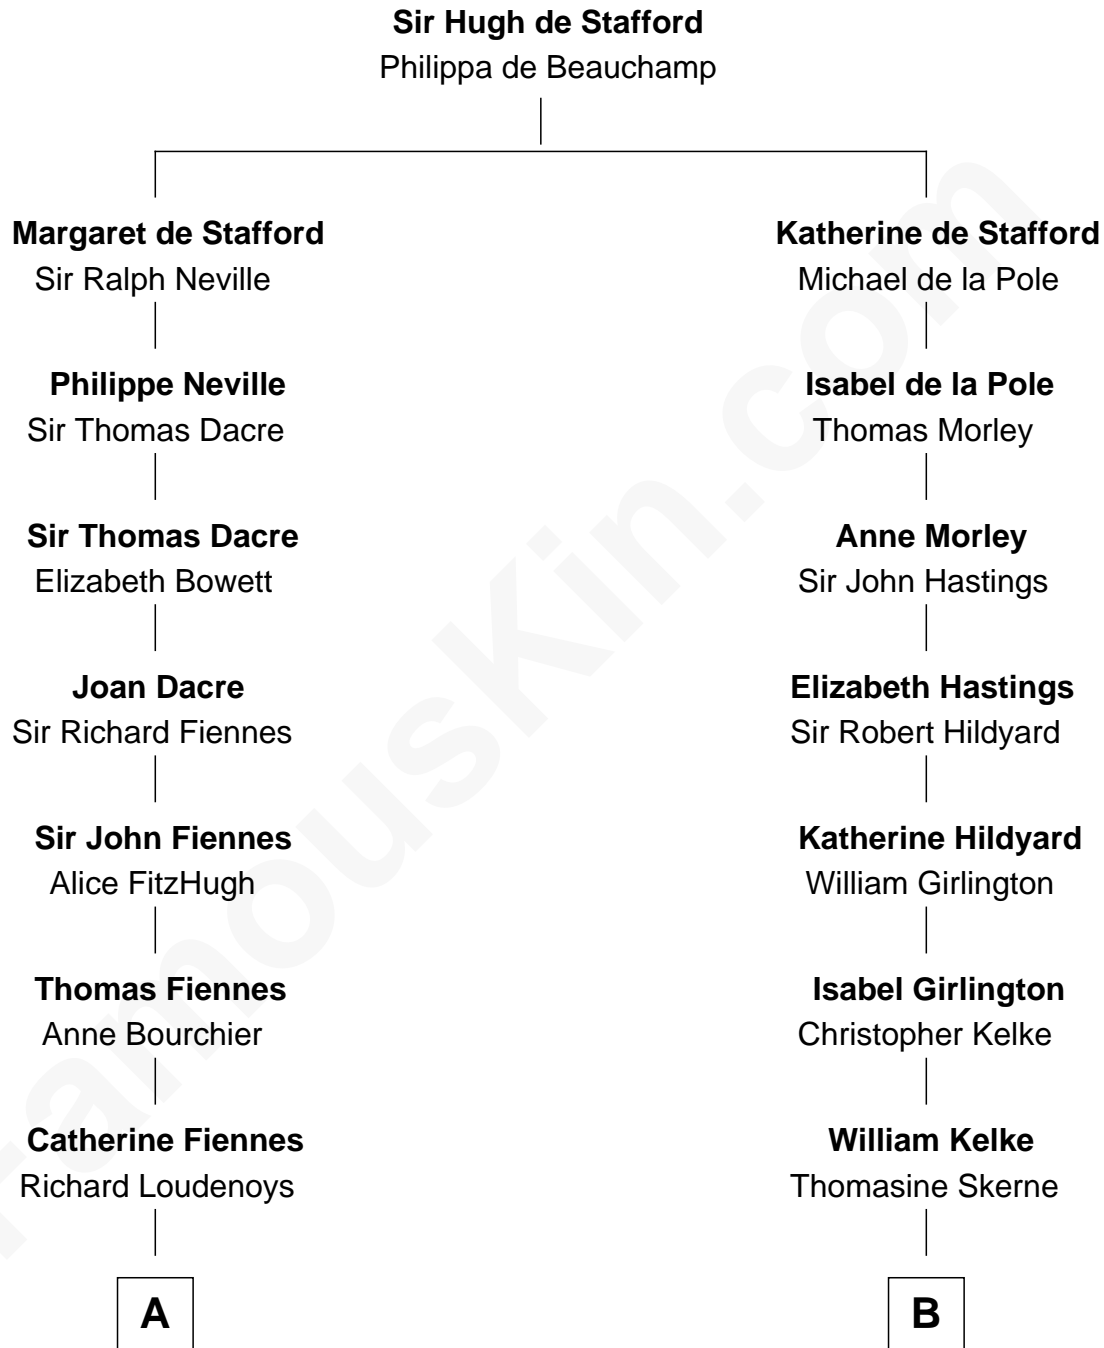 Sir Hugh de Stafford
Philippa de Beauchamp
Margaret de Stafford
Sir Ralph Neville
Philippe Neville
Sir Thomas Dacre
Sir Thomas Dacre
Elizabeth Bowett
Joan Dacre
Sir Richard Fiennes
Sir John Fiennes
Alice FitzHugh
Thomas Fiennes
Anne Bourchier
Catherine Fiennes
Richard Loudenoys
A
Katherine de Stafford
Michael de la Pole
Isabel de la Pole
Thomas Morley
Anne Morley
Sir John Hastings
Elizabeth Hastings
Sir Robert Hildyard
Katherine Hildyard
William Girlington
Isabel Girlington
Christopher Kelke
William Kelke
Thomasine Skerne
B
FamousKin.com